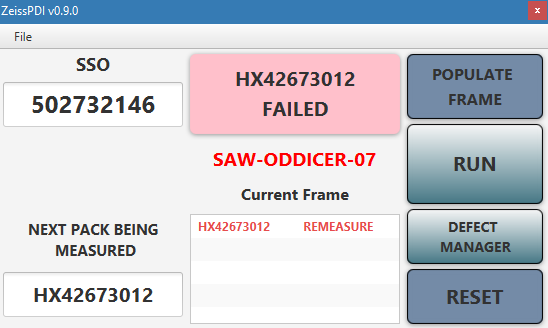 ZeissPDI v0.9.0
File
SSO
502732146
HX42673012
FAILED
SAW-ODDICER-07
Current Frame
HX42673012 REMEASURE
NEXT PACK BEING
MEASURED
HX42673012
POPULATE
FRAME
RUN
DEFECT
MANAGER
RESET